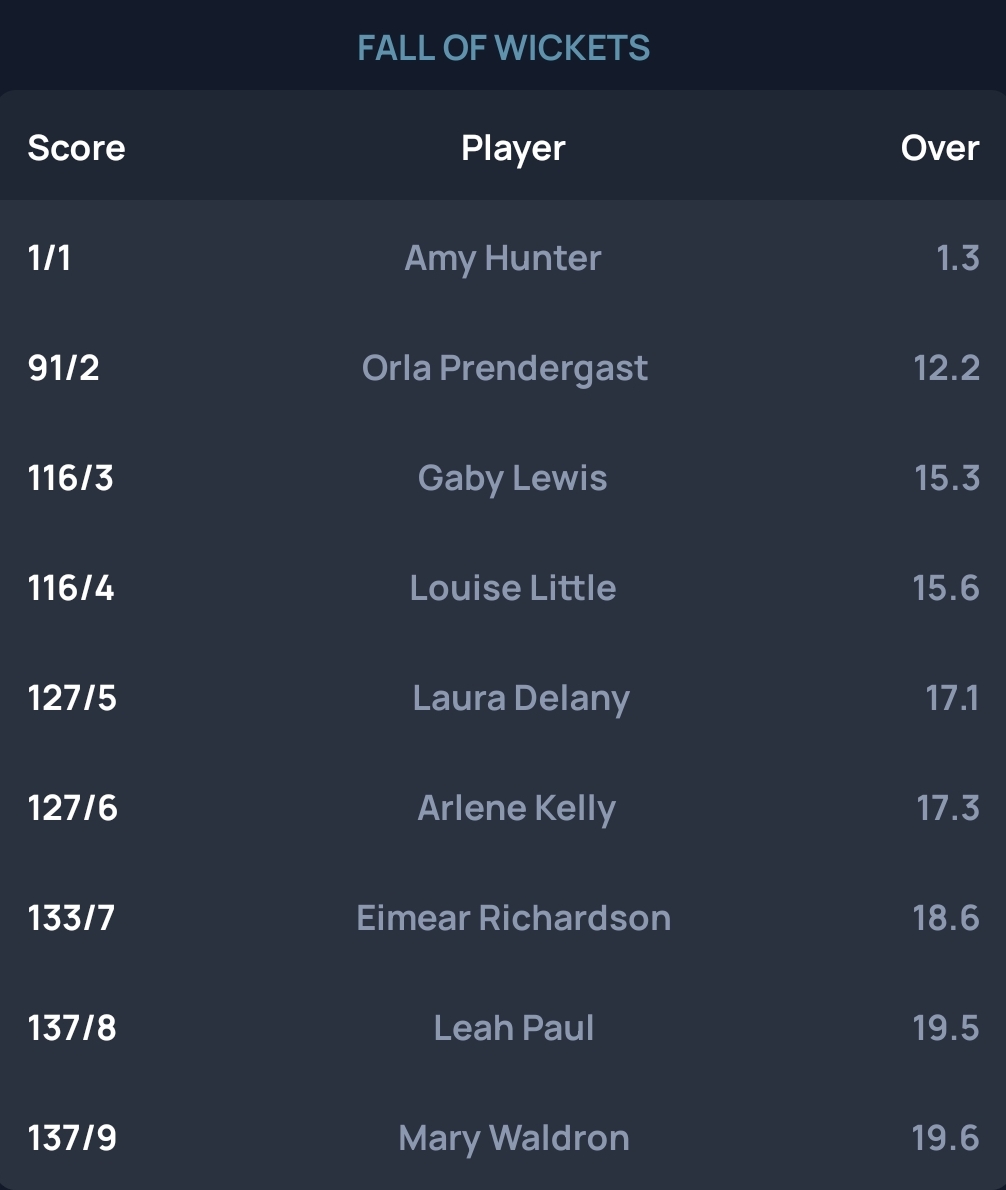 FALL OF WICKETS
Score Player Over
1/1 Amy Hunter 1.3
91/2 Orla Prendergast 12.2
116/3 Gaby Lewis 15.3
116/4 Louise Little 15.6
127/5 Laura Delany 17.1
127/6 Arlene Kelly 17.3
133/7 Eimear Richardson 18.6
137/8 Leah Paul 19.5
137/9 Mary Waldron 19.6